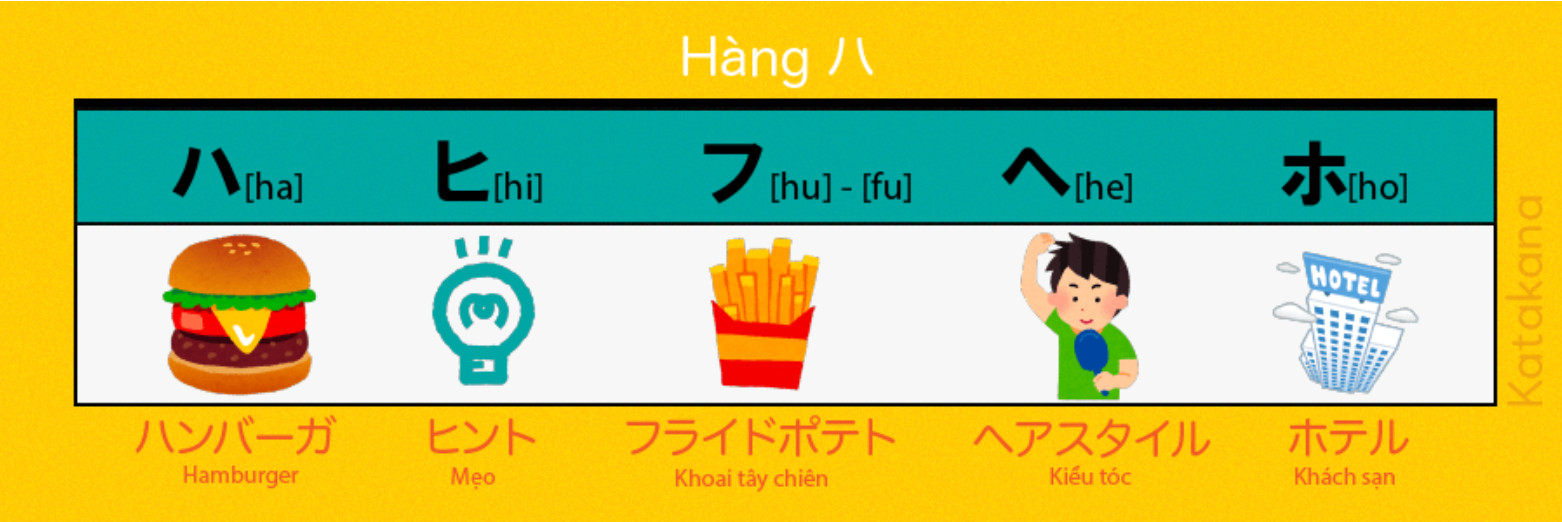 Hàng ハ
ハ[ha] ヒ[hi] フ[hu] - [fu] ヘ[he] ホ[ho]
HOTEL
ハンバーガ ヒント フライドポテト ヘアスタイル ホテル
Hamburger Mẹo Khoai tây chiên Kiểu tóc Khách sạn
Katakana